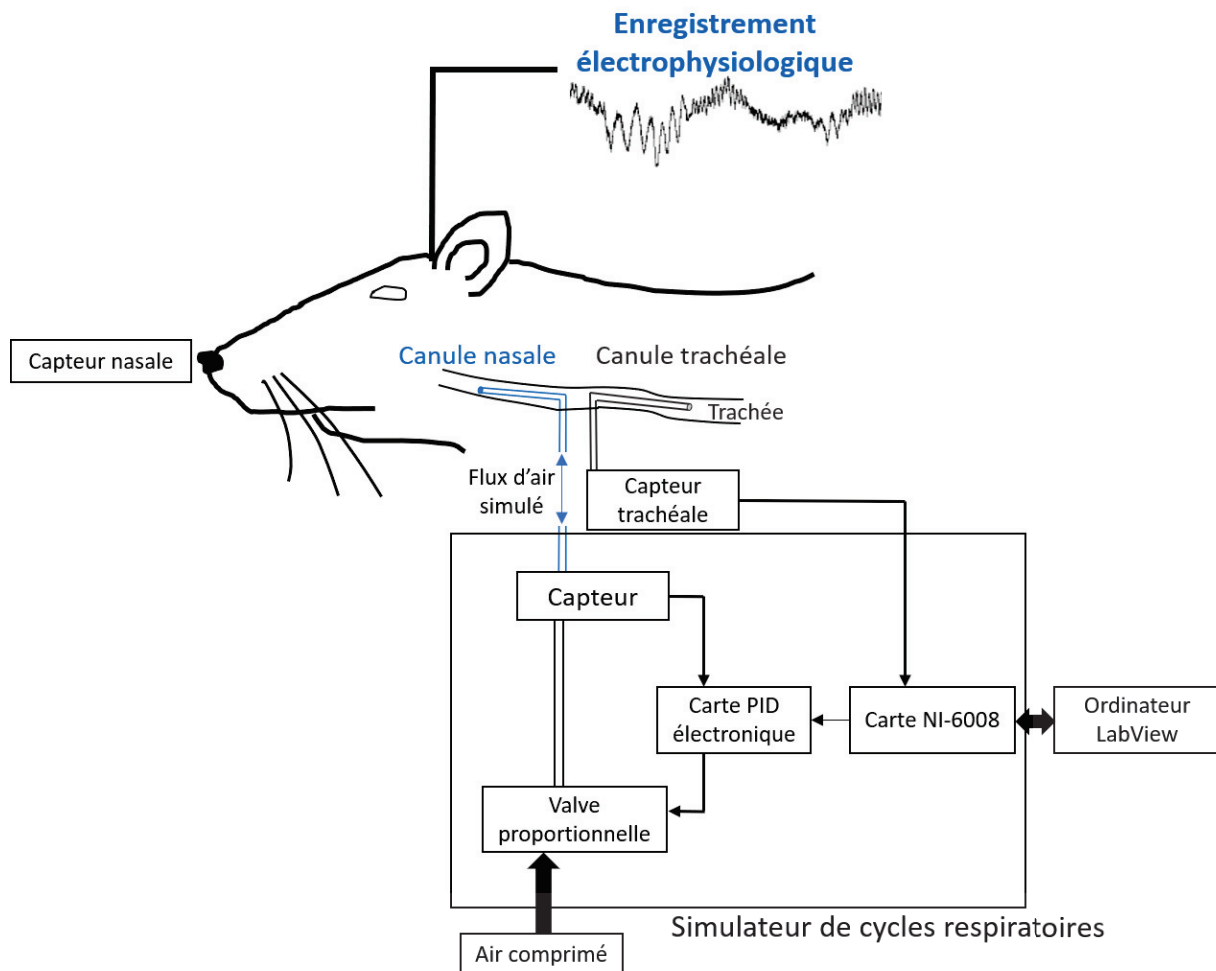 Enregistrement
électrophysiologique
Capteur nasale
Canule nasale
Canule trachéale
Trachée
Flux d'air
simulé
Capteur
trachéale
Capteur
Carte PID
électronique
Carte NI-6008
Ordinateur
LabView
Valve
proportionnelle
Simulateur de cycles respiratoires
Air comprimé